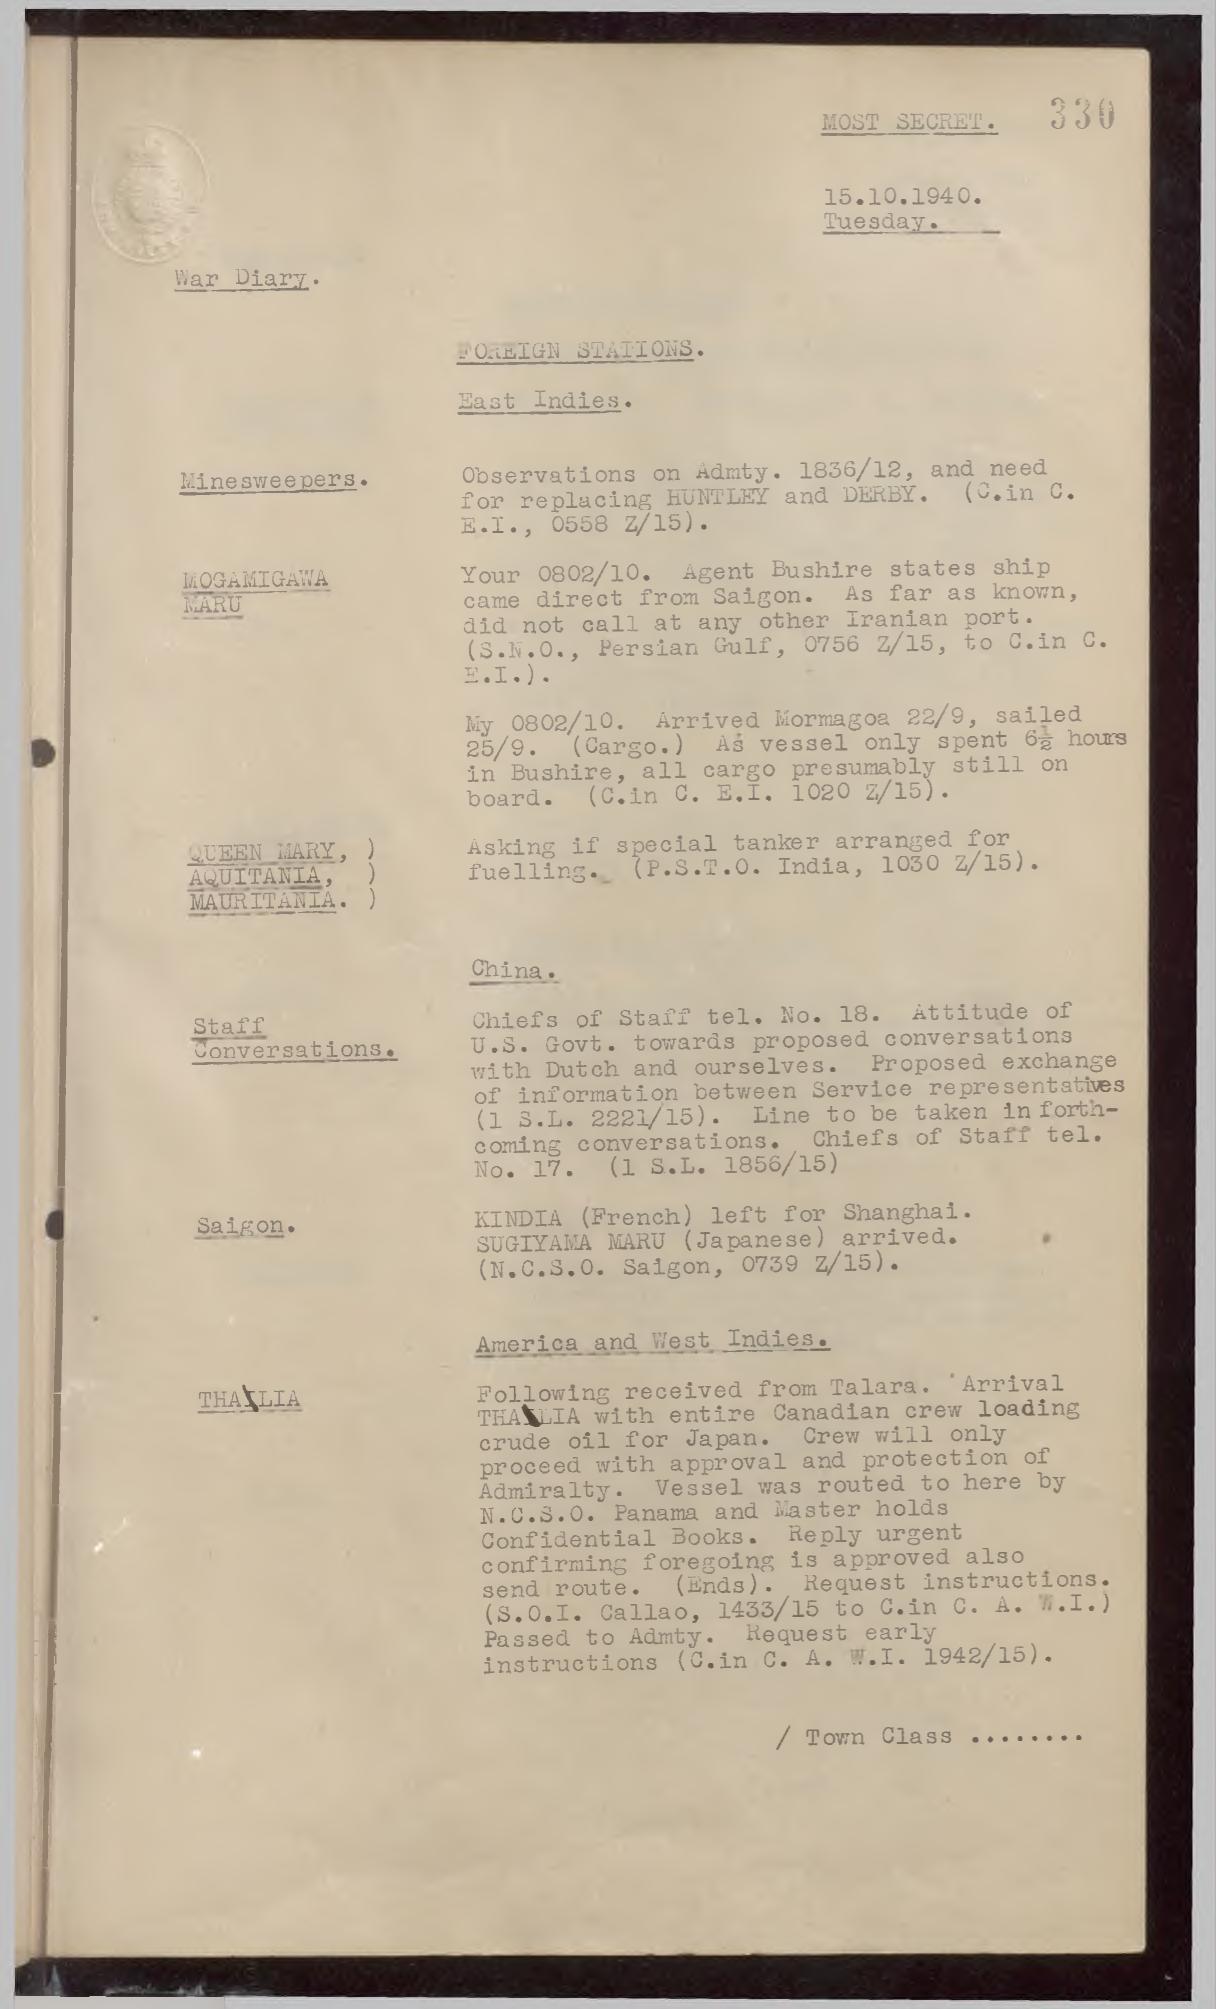 MOST SECRET. 330
15.10.1940.
Tuesday.
War Diary.
FOREIGN STATIONS.
East Indies.
Minesweepers. Observations on Admty. 1836/12, and need
for replacing HUNTLEY and DERBY. (C.in C.
E.I., 0558 Z/15).
MOGAMIGAWA Your 0802/10. Agent Bushire states ship
MARU came direct from Saigon. As far as known,
did not call at any other Iranian port.
(S.N.O., Persian Gulf, 0756 Z/15, to C.in C.
E.I.).
My 0802/10. Arrived Mormagoa 22/9, sailed
25/9. (Cargo.) As vessel only spent 6½ hours
in Bushire, all cargo presumably still on
board. (C.in C. E.I. 1020 Z/15).
QUEEN MARY, ) Asking if special tanker arranged for
AQUITANIA, ) fuelling. (P.S.T.O. India, 1030 Z/15).
MAURITANIA. )
China.
Staff Chiefs of Staff tel. No. 18. Attitude of
Conversations. U.S. Govt. towards proposed conversations
with Dutch and ourselves. Proposed exchange
of information between Service representatives
(1 S.L. 2221/15). Line to be taken in forth-
coming conversations. Chiefs of Staff tel.
No. 17. (1 S.L. 1856/15)
Saigon. KINDIA (French) left for Shanghai.
SUGIYAMA MARU (Japanese) arrived.
(N.C.S.O. Saigon, 0739 Z/15).
America and West Indies.
THALIA Following received from Talara. 'Arrival
THALIA with entire Canadian crew loading
crude oil for Japan. Crew will only
proceed with approval and protection of
Admiralty. Vessel was routed to here by
N.C.S.O. Panama and Master holds
Confidential Books. Reply urgent
confirming foregoing is approved also
send route. (Ends). Request instructions.
(S.O.I. Callao, 1433/15 to C.in C. A. W.I.)
Passed to Admty. Request early
instructions (C.in C. A. W.I. 1942/15).
/ Town Class ........